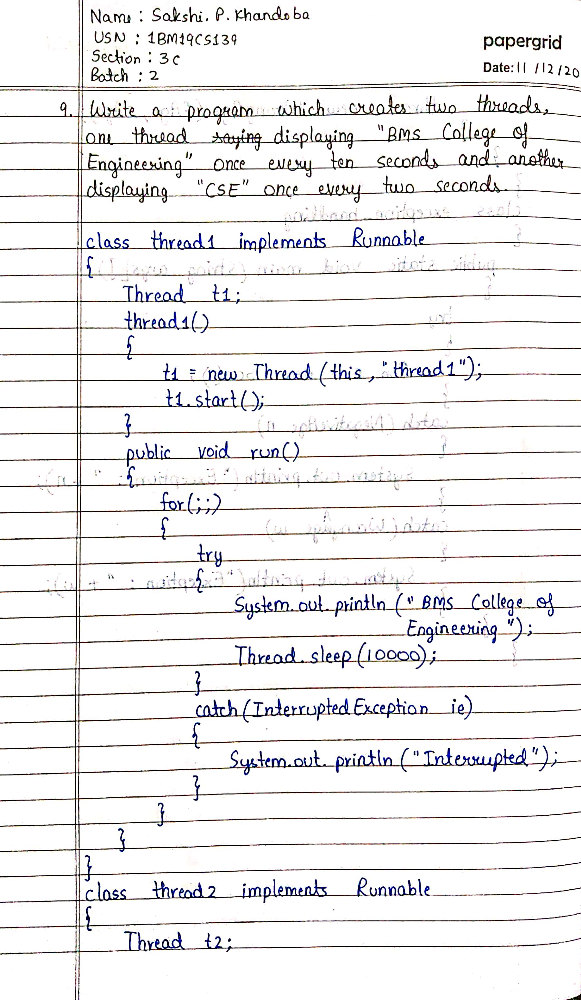 Name : Sakshi. P. Khandoba
USN : 1BM19CS139
Section : 3C
Batch : 2
papergrid
Date: 11 / 12 / 20
9. Write a program which creates two threads,
one thread saying displaying "BMS College of
Engineering" once every ten seconds and another
displaying "CSE" once every two seconds
class thread1 implements Runnable
{
Thread t1;
thread1()
{
t1 = new Thread (this, "thread1");
t1.start();
}
public void run()
{
for(;;)
{
try
{
System.out.println ("BMS College of
Engineering");
Thread.sleep(10000);
}
catch (InterruptedException ie)
{
System.out.println ("Interrupted");
}
}
}
}
class thread2 implements Runnable
{
Thread t2;